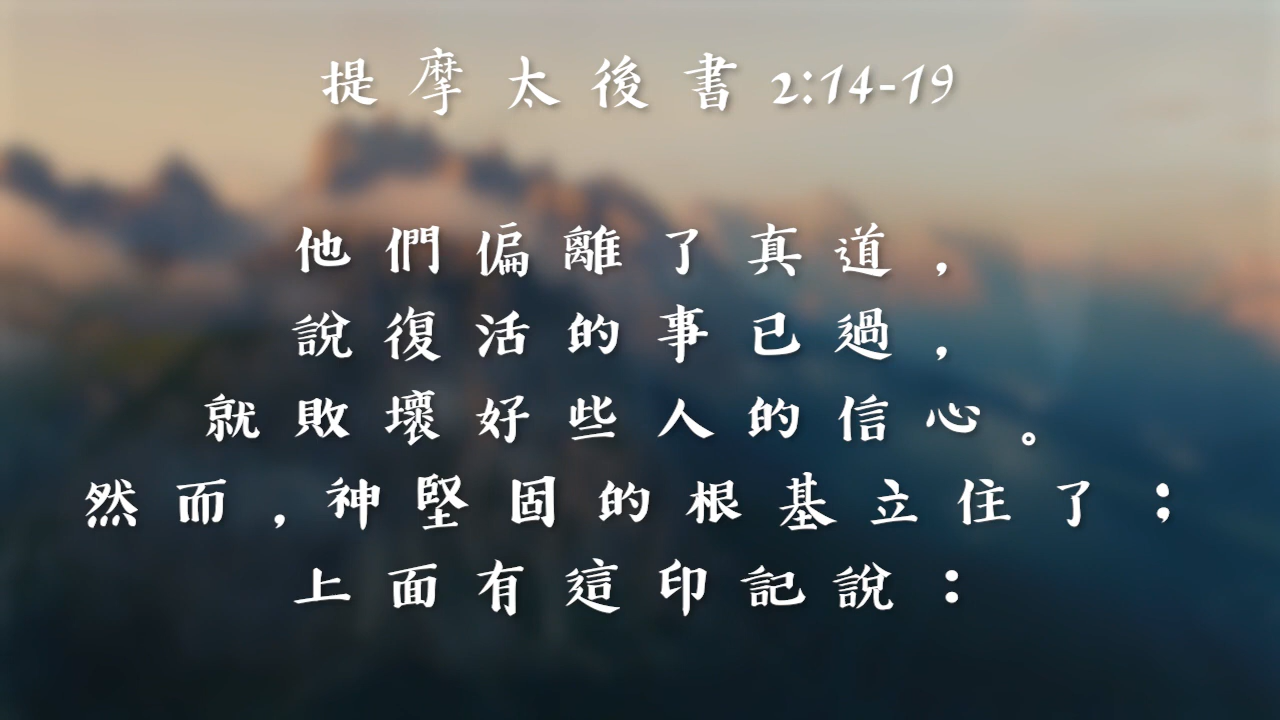 提摩太後書 2:14-19
他們偏離了真道，
說復活的事已過，
就敗壞好些人的信心。
然而，神堅固的根基立住了；
上面有這印記說：